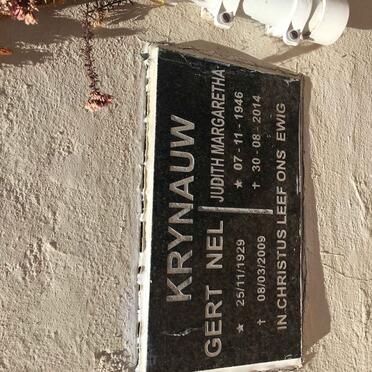 KRYNAUW
GERT NEL
★ 25/11/1929
† 08/03/2009
JUDITH MARGARETHA
★ 07-11-1946
† 30-08-2014
IN CHRISTUS LEEF ONS EWIG